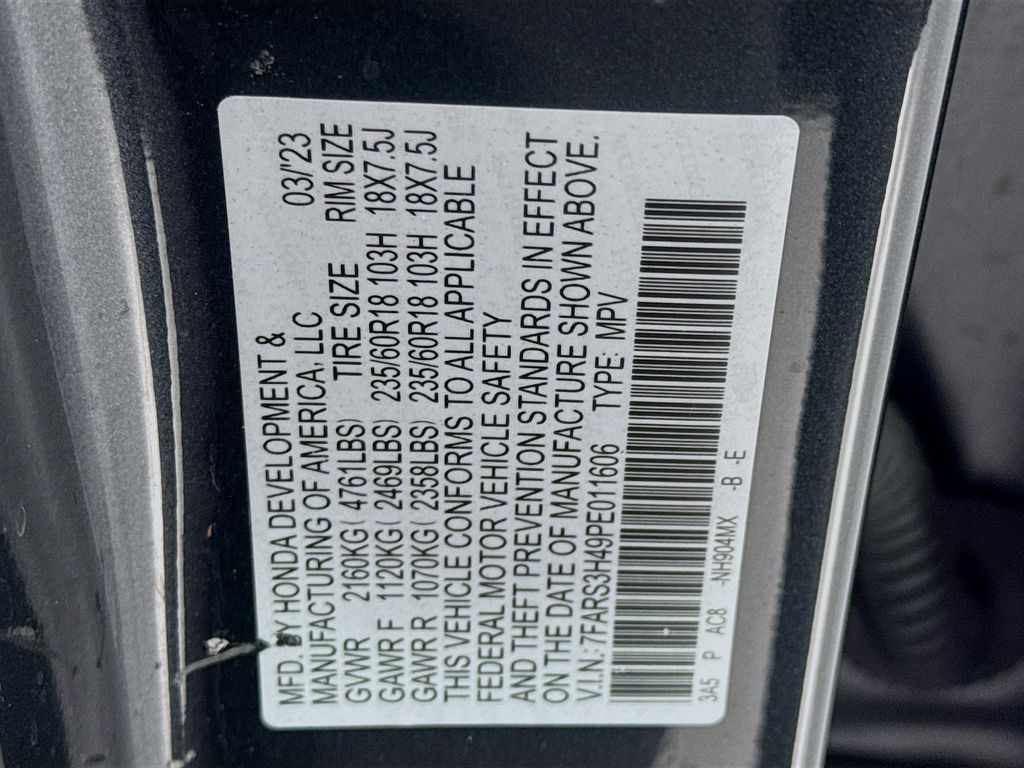 MFD. BY HONDA DEVELOPMENT & 03/'23
MANUFACTURING OF AMERICA, LLC
TIRE SIZE RIM SIZE
GVWR 2160KG( 4761LBS)
GAWR F 1120KG( 2469LBS) 235/60R18 103H 18X7.5J
GAWR R 1070KG( 2358LBS) 235/60R18 103H 18X7.5J
THIS VEHICLE CONFORMS TO ALL APPLICABLE
FEDERAL MOTOR VEHICLE SAFETY
AND THEFT PREVENTION STANDARDS IN EFFECT
ON THE DATE OF MANUFACTURE SHOWN ABOVE.
V.I.N.:7FARS3H49PE011606 TYPE: MPV
3A5 P AC8 -NH904MX -B -E